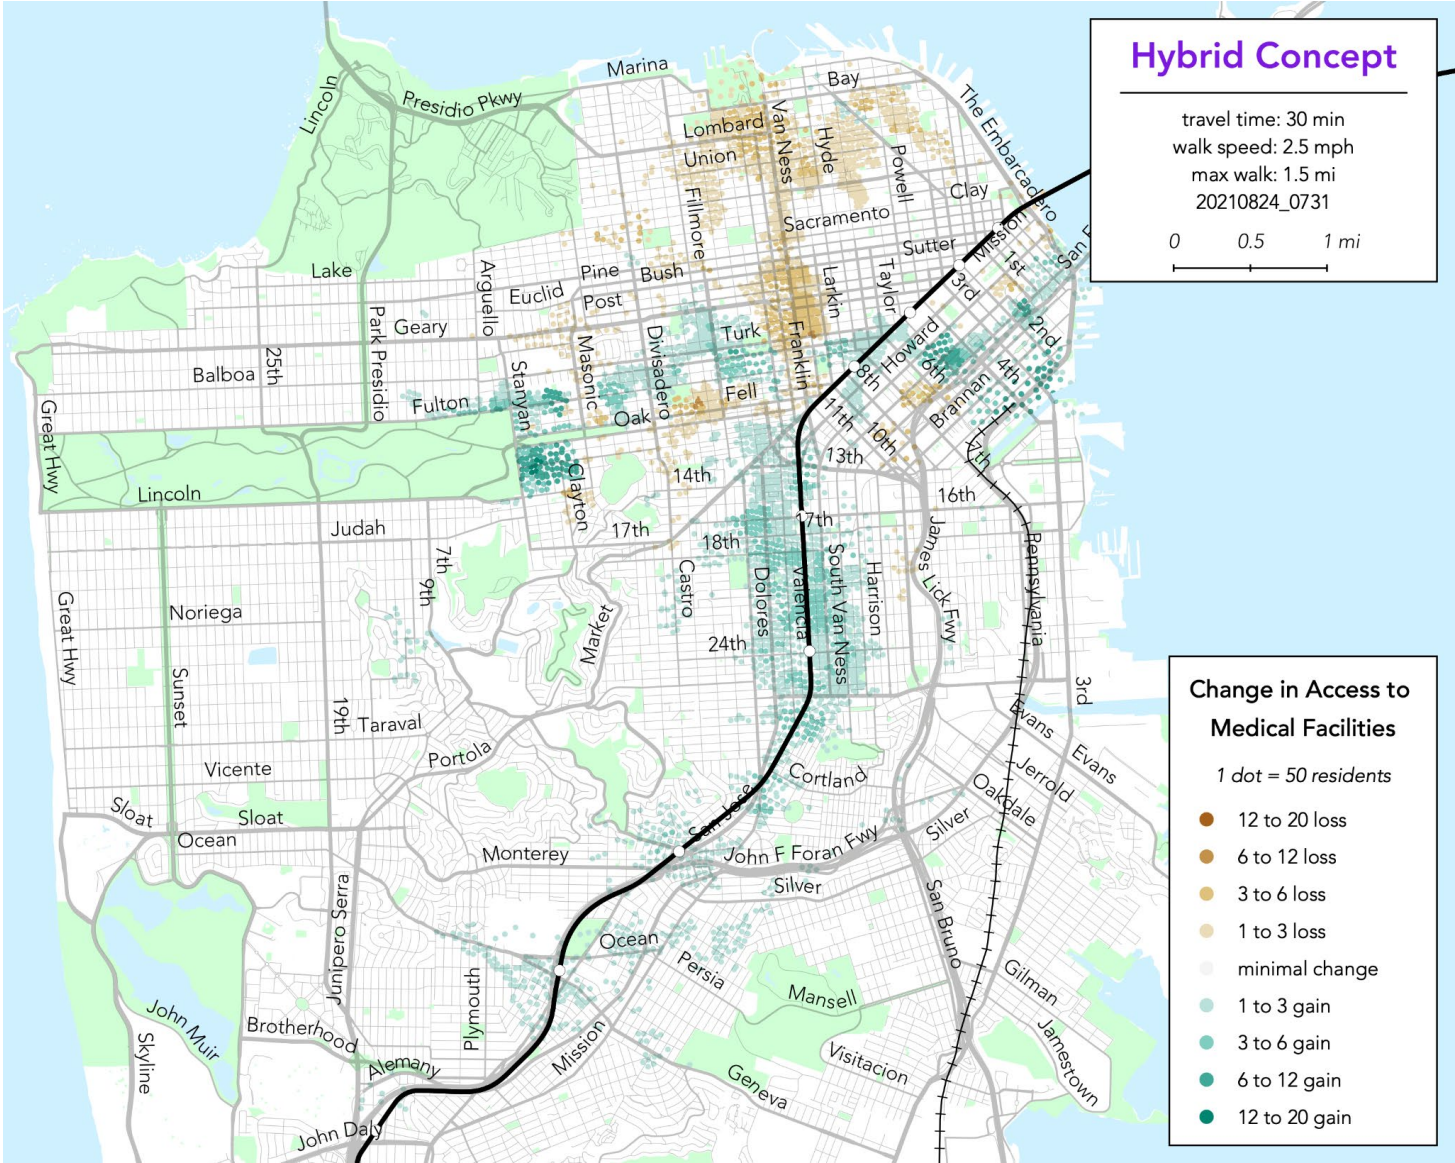 Hybrid Concept
travel time: 30 min
walk speed: 2.5 mph
max walk: 1.5 mi
20210824_0731
0 0.5 1 mi
Marina
Bay
Lincoln
Presidio Pkwy
The Embarcadero
Lombard
Van Ness
Hyde
Union
Powell
Fillmore
Clay
Sacramento
Mission
Sutter
1st
San F
Lake
Arguello
Pine
Bush
Larkin
Taylor
3rd
Euclid
Post
Park Presidio
Geary
Masonic
Divisadero
Turk
Franklin
Howard
2nd
25th
Balboa
Stanyan
8th
6th
4th
Fulton
Oak
Fell
Brannan
Great Hwy
11th
10th
7th
13th
14th
Clayton
Lincoln
16th
Judah
17th
17th
18th
7th
9th
Castro
Dolores
Valencia
South Van Ness
Harrison
James Lick Fwy
Pennsylvania
Great Hwy
Noriega
Market
24th
Sunset
19th
Taraval
3rd
Portola
Evans
Vicente
Cortland
Jerrold
Evans
Oakdale
Sloat
Sloat
San Jose
Silver
Ocean
Monterey
John F Foran Fwy
Silver
Junipero Serra
San Bruno
Ocean
Persia
Plymouth
Gilman
Mansell
John Muir
Brotherhood
Mission
Jamestown
Skyline
Alemany
Visitacion
Geneva
John Daly
Change in Access to
Medical Facilities
1 dot = 50 residents
12 to 20 loss
6 to 12 loss
3 to 6 loss
1 to 3 loss
minimal change
1 to 3 gain
3 to 6 gain
6 to 12 gain
12 to 20 gain